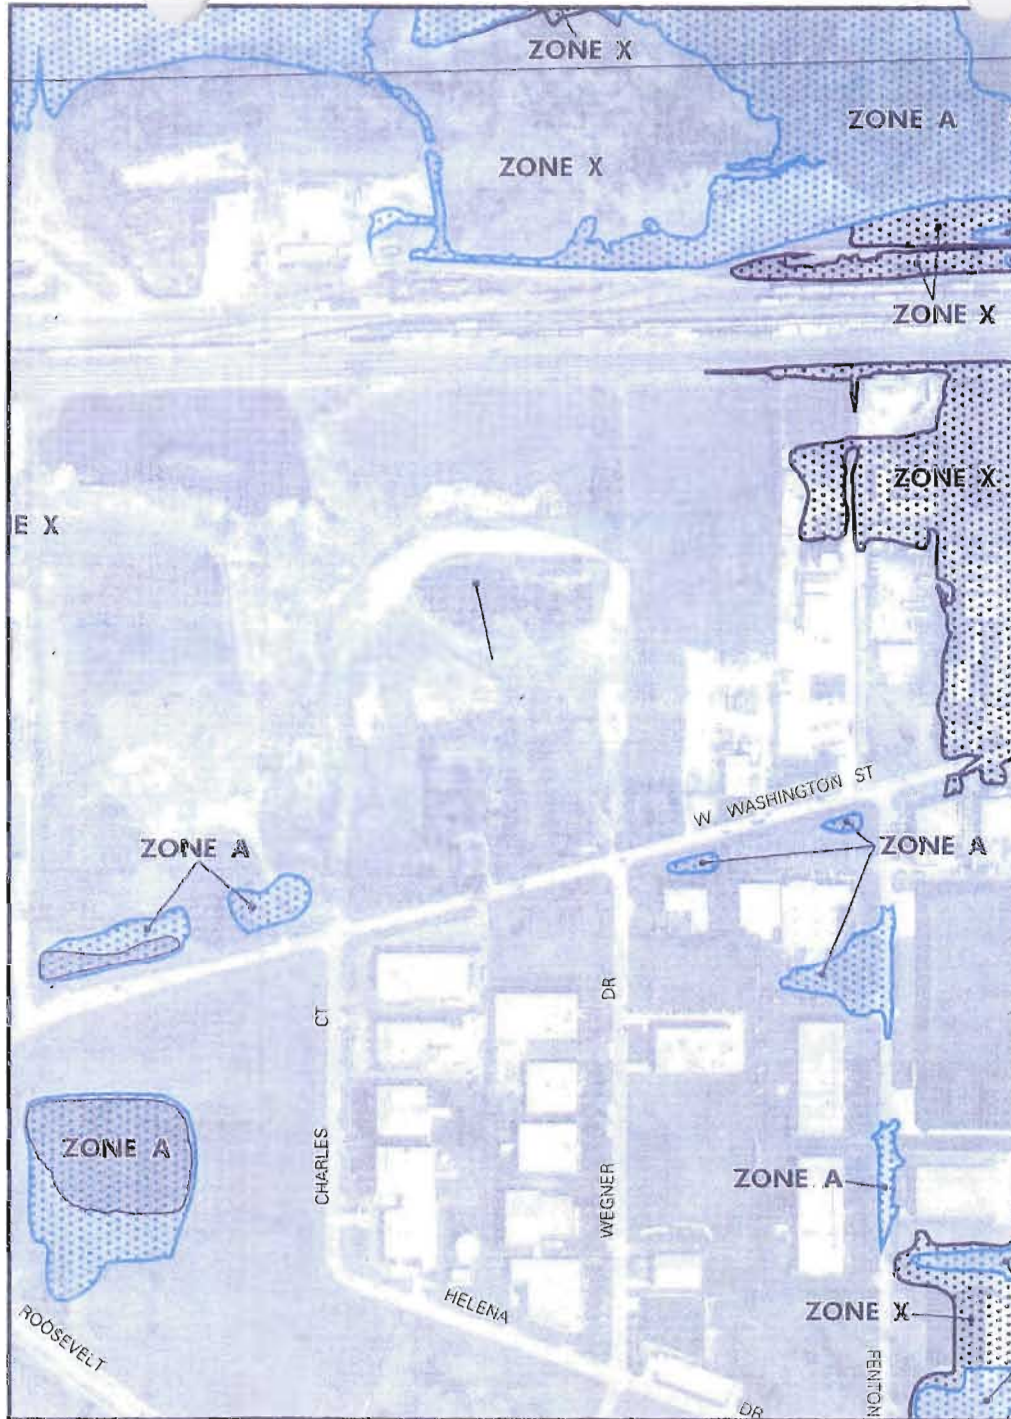 ZONE X
ZONE A
ZONE X
ZONE X
ZONE X
E X
W WASHINGTON ST
ZONE A
ZONE A
CHARLES CT
WEGNER DR
ZONE A
ZONE A
ZONE X
HELENA DR
ROOSEVELT
FENTON